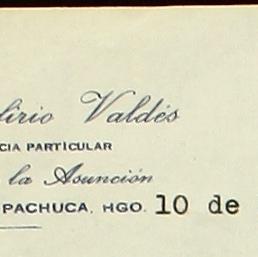 lirio Valdés
CIA PARTICULAR
la Asunción
PACHUCA, HGO. 10 de